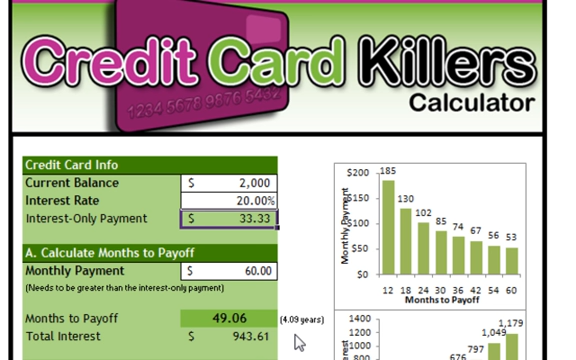 Credit Card Killers
1234 5678 9876 5432
Calculator
Credit Card Info
Current Balance $ 2,000
Interest Rate 20.00%
Interest-Only Payment $ 33.33
A. Calculate Months to Payoff
Monthly Payment $ 60.00
(Needs to be greater than the interest-only payment)
Months to Payoff 49.06 (4.09 years)
Total Interest $ 943.61
Monthly Payment
$200
$150
$100
$50
$0
185 130 102 85 74 67 56 53
12 18 24 30 36 42 54 60
Months to Payoff
1400
1200
1000
800
676 797 1,049 1,179